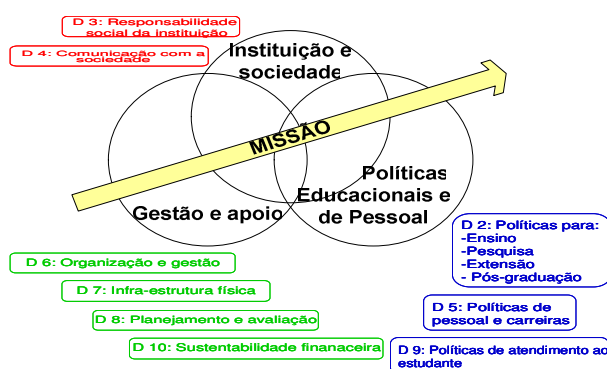 D 3: Responsabilidade
social da instituição
D 4: Comunicação com a
sociedade
Instituição e
sociedade
MISSÃO
Políticas
Educacionais e
de Pessoal
Gestão e apoio
D 2: Políticas para:
-Ensino
-Pesquisa
-Extensão
- Pós-graduação
D 6: Organização e gestão
D 7: Infra-estrutura física
D 8: Planejamento e avaliação
D 10: Sustentabilidade finanaceira
D 5: Políticas de
pessoal e carreiras
D 9: Políticas de atendimento ao
estudante